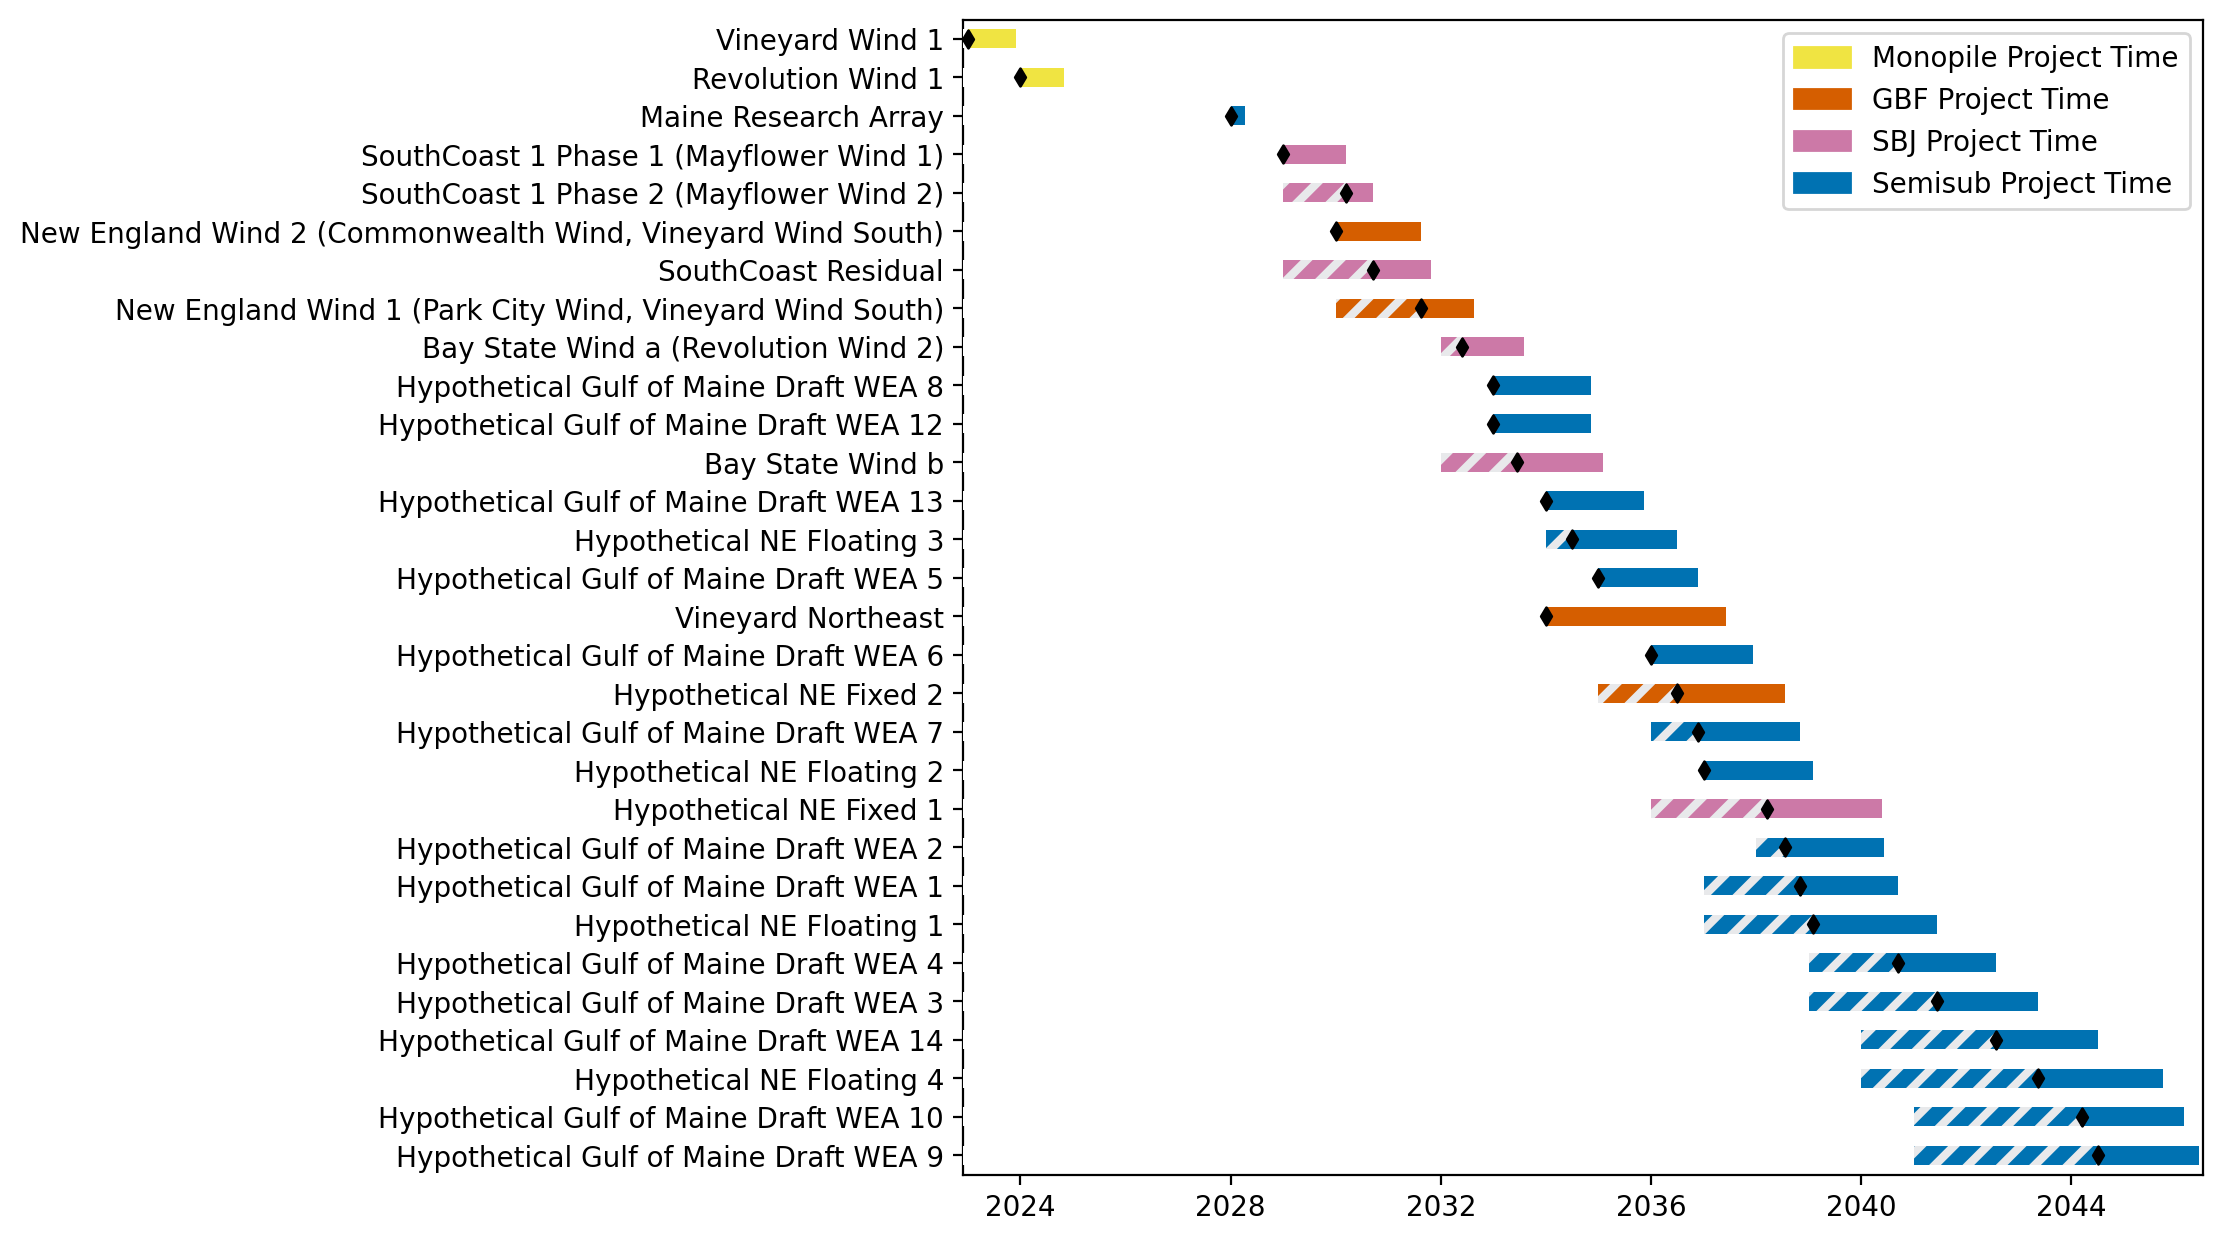 Vineyard Wind 1
Revolution Wind 1
Maine Research Array
SouthCoast 1 Phase 1 (Mayflower Wind 1)
SouthCoast 1 Phase 2 (Mayflower Wind 2)
New England Wind 2 (Commonwealth Wind, Vineyard Wind South)
SouthCoast Residual
New England Wind 1 (Park City Wind, Vineyard Wind South)
Bay State Wind a (Revolution Wind 2)
Hypothetical Gulf of Maine Draft WEA 8
Hypothetical Gulf of Maine Draft WEA 12
Bay State Wind b
Hypothetical Gulf of Maine Draft WEA 13
Hypothetical NE Floating 3
Hypothetical Gulf of Maine Draft WEA 5
Vineyard Northeast
Hypothetical Gulf of Maine Draft WEA 6
Hypothetical NE Fixed 2
Hypothetical Gulf of Maine Draft WEA 7
Hypothetical NE Floating 2
Hypothetical NE Fixed 1
Hypothetical Gulf of Maine Draft WEA 2
Hypothetical Gulf of Maine Draft WEA 1
Hypothetical NE Floating 1
Hypothetical Gulf of Maine Draft WEA 4
Hypothetical Gulf of Maine Draft WEA 3
Hypothetical Gulf of Maine Draft WEA 14
Hypothetical NE Floating 4
Hypothetical Gulf of Maine Draft WEA 10
Hypothetical Gulf of Maine Draft WEA 9
Monopile Project Time
GBF Project Time
SBJ Project Time
Semisub Project Time
2024 2028 2032 2036 2040 2044